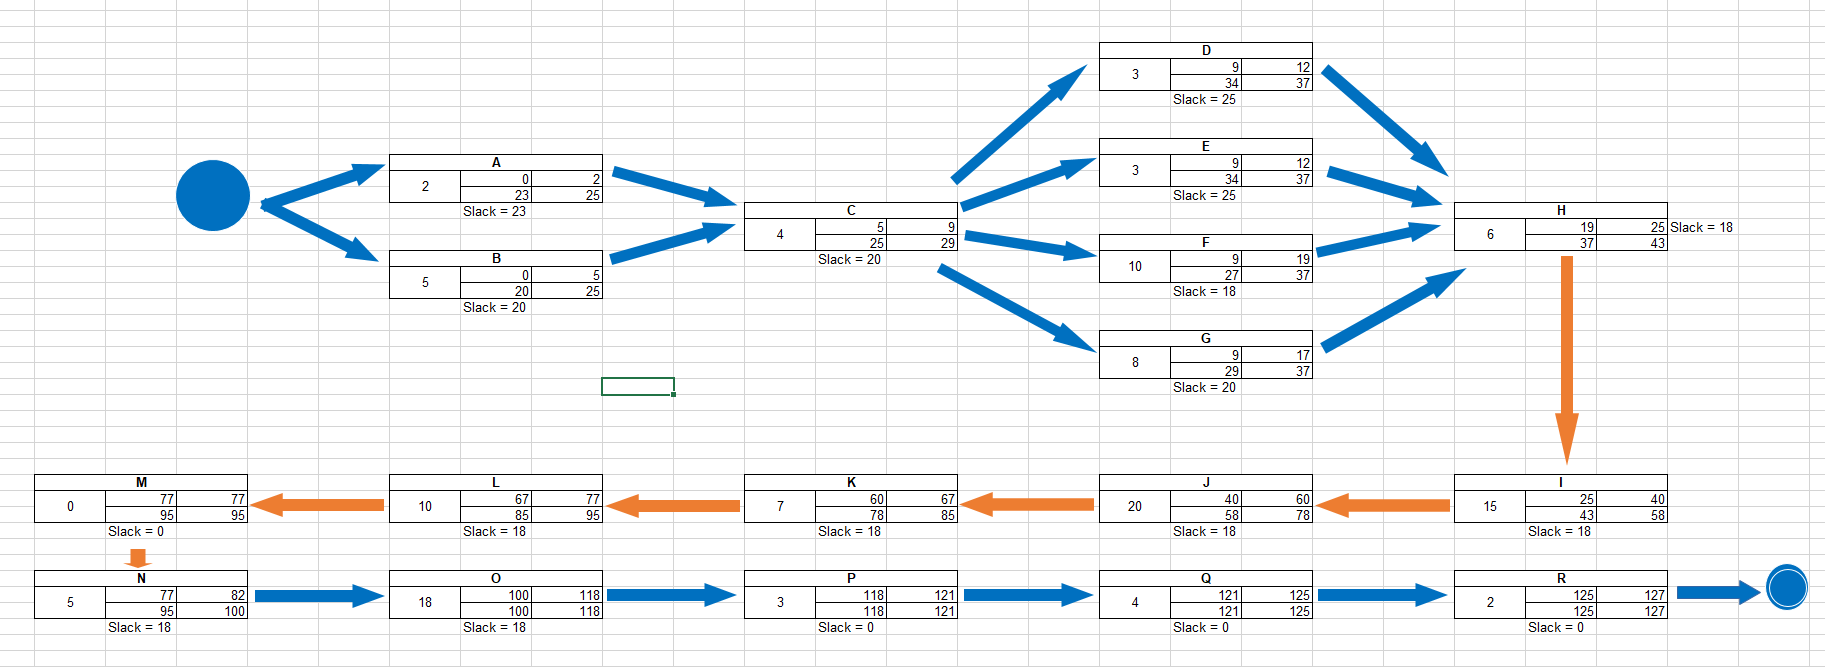 D
3 9 12
34 37
Slack = 25
E
3 9 12
34 37
Slack = 25
A
2 0 2
23 25
Slack = 23
C
4 5 9
25 29
Slack = 20
H
6 19 25 Slack = 18
37 43
B
5 0 5
20 25
Slack = 20
F
10 9 19
27 37
Slack = 18
G
8 9 17
29 37
Slack = 20
M
0 77 77
95 95
Slack = 0
L
10 67 77
85 95
Slack = 18
K
7 60 67
78 85
Slack = 18
J
20 40 60
58 78
Slack = 18
I
15 25 40
43 58
Slack = 18
N
5 77 82
95 100
Slack = 18
O
18 100 118
100 118
Slack = 18
P
3 118 121
118 121
Slack = 0
Q
4 121 125
121 125
Slack = 0
R
2 125 127
125 127
Slack = 0